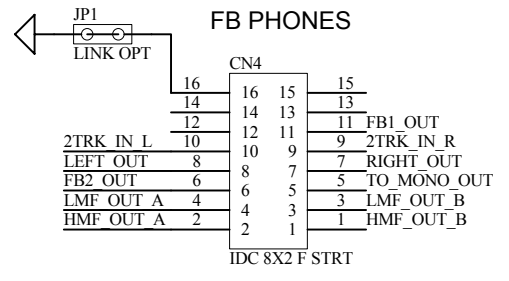 JP1
FB PHONES
LINK OPT
CN4
16 16 15 15
14 14 13 13
12 12 11 11 FB1_OUT
2TRK_IN_L 10 10 9 9 2TRK_IN_R
LEFT_OUT 8 8 7 7 RIGHT_OUT
FB2_OUT 6 6 5 5 TO_MONO_OUT
LMF_OUT_A 4 4 3 3 LMF_OUT_B
HMF_OUT_A 2 2 1 1 HMF_OUT_B
IDC 8X2 F STRT